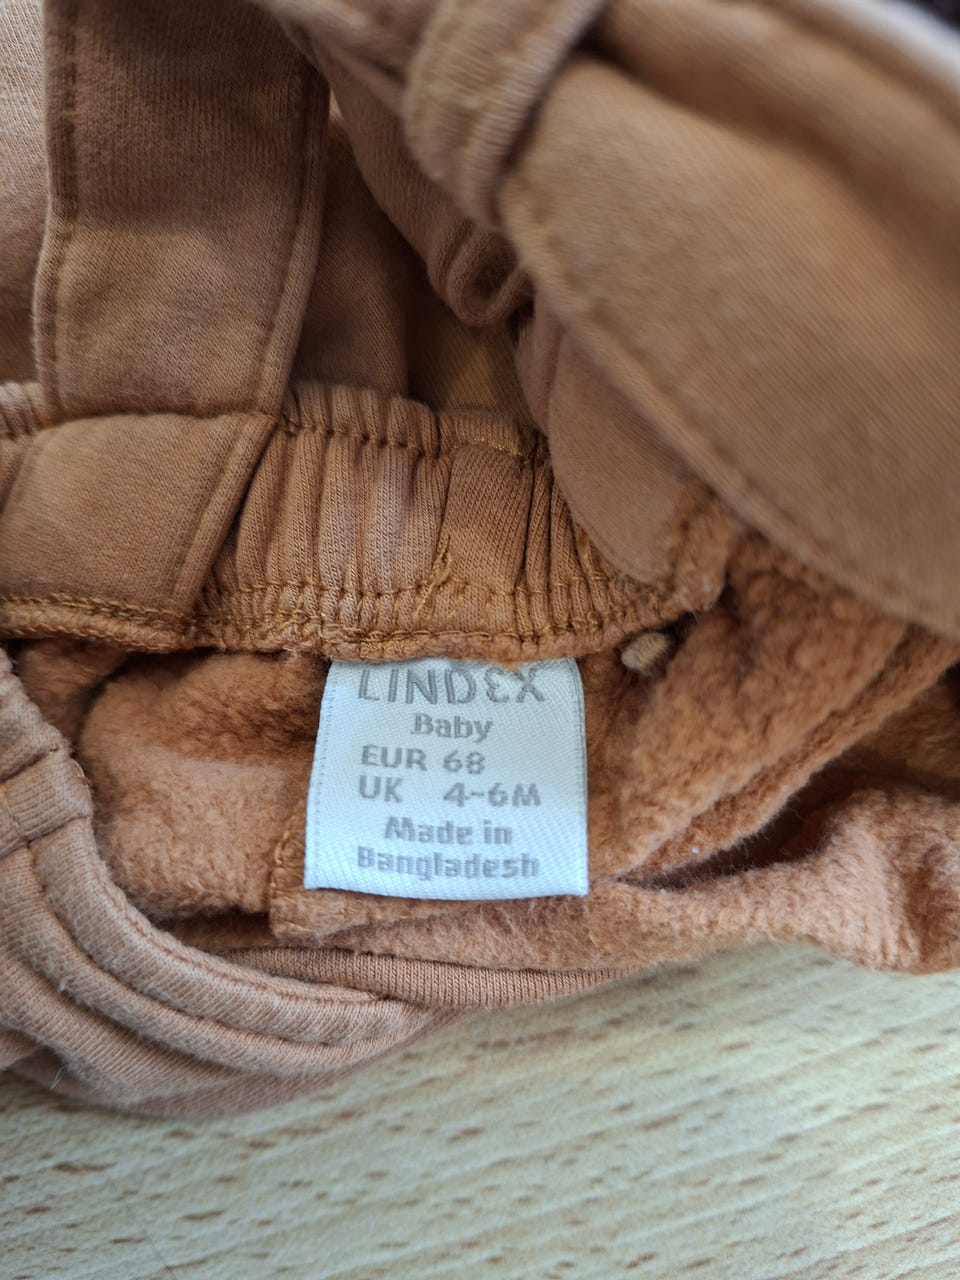 LINDEX
Baby
EUR 68
UK 4-6M
Made in
Bangladesh